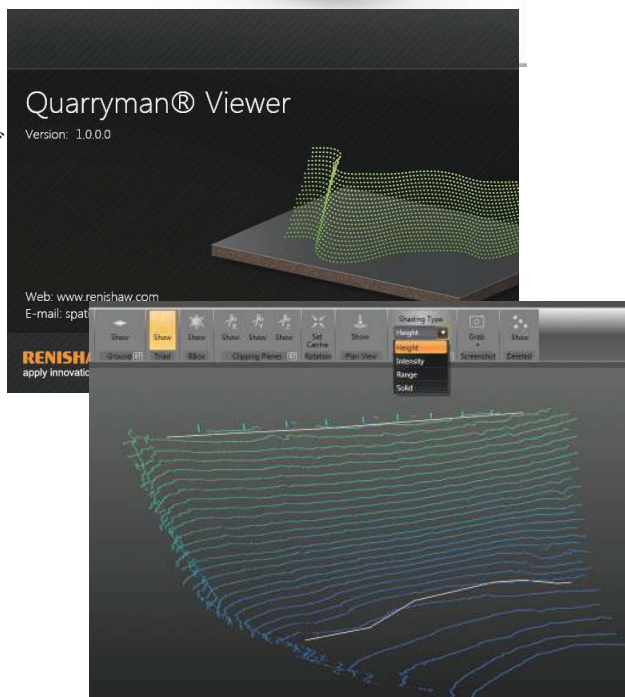 Quarryman® Viewer
Version: 1.0.0.0
Web: www.renishaw.com
E-mail: spati
RENISHA
apply innovatio
Show Show Show Show Show Show Set Centre Show Shading Type Grab Show
Height
Ground Triad BBox Clipping Planes Rotation Plan View Screenshot Deleted
Height
Intensity
Range
Solid